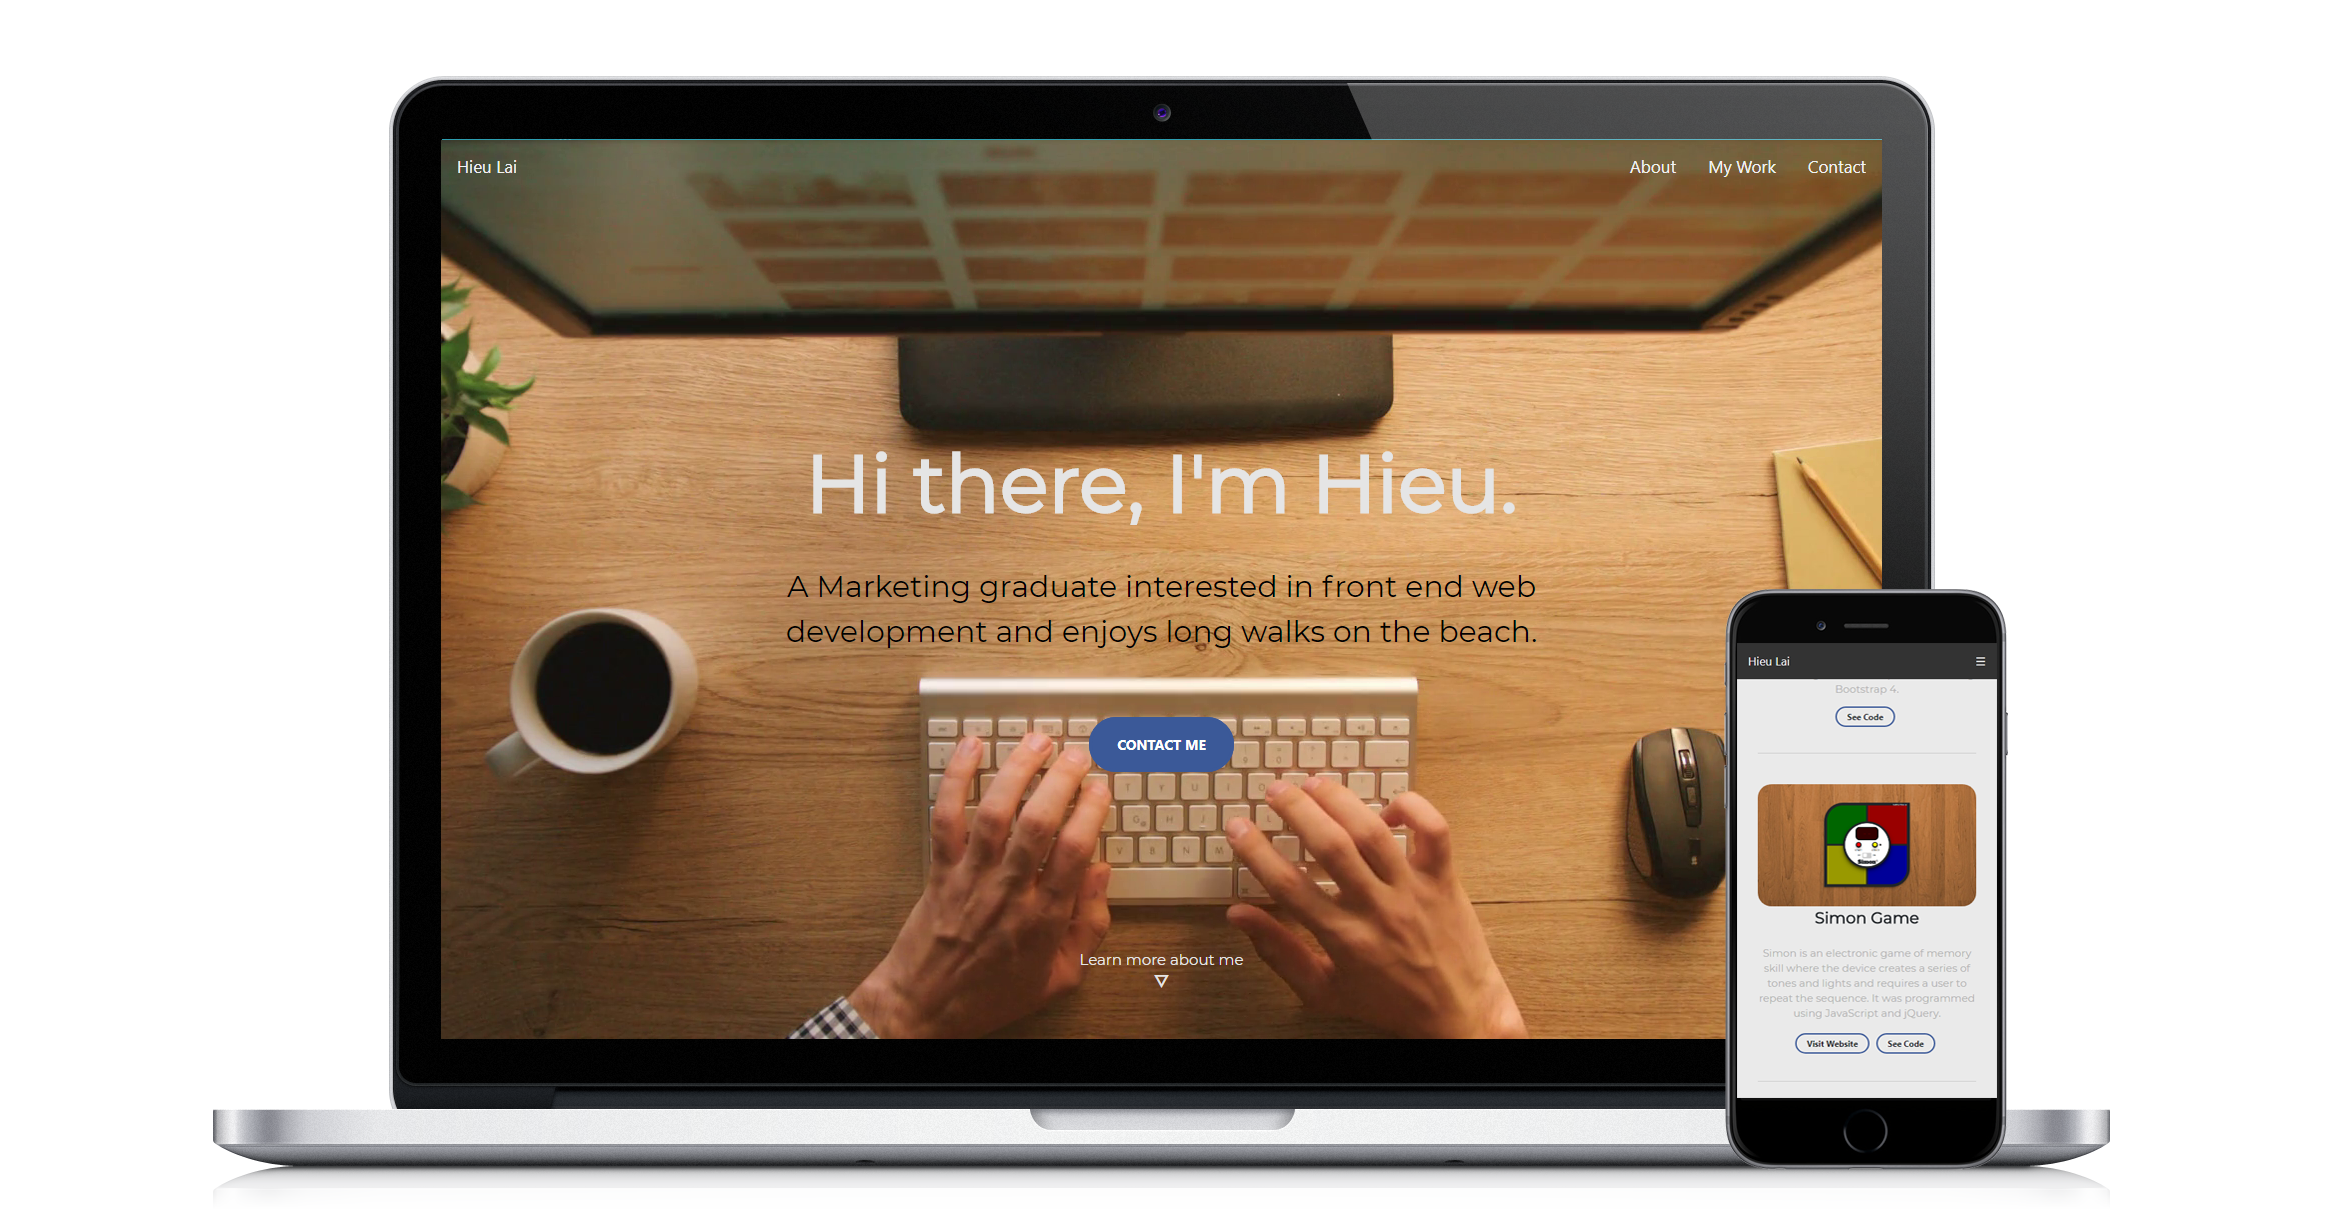 Hieu Lai
About My Work Contact
Hi there, I'm Hieu.
A Marketing graduate interested in front end web
development and enjoys long walks on the beach.
CONTACT ME
T Y U I O
G H J L
V B N M
Learn more about me
Hieu Lai
Bootstrap 4.
See Code
Simon
Simon Game
Simon is an electronic game of memory
skill where the device creates a series of
tones and lights and requires a user to
repeat the sequence. It was programmed
using JavaScript and jQuery.
Visit Website See Code